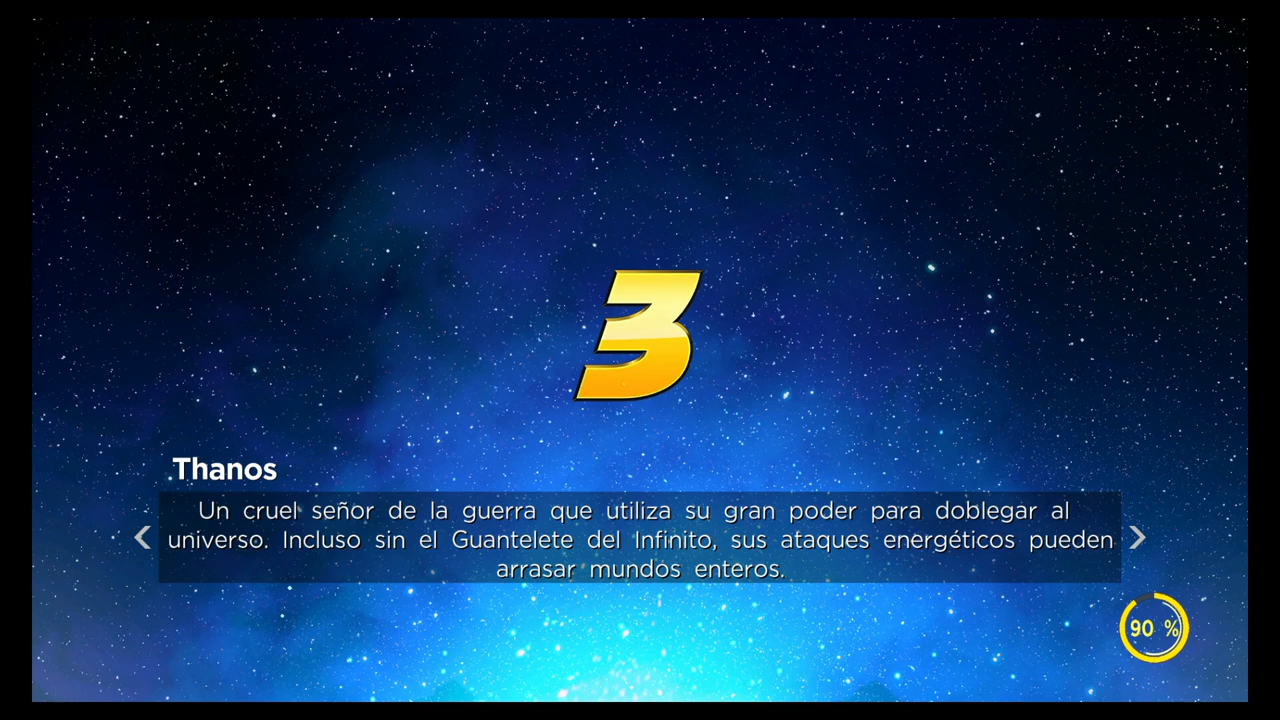 3
Thanos
Un cruel señor de la guerra que utiliza su gran poder para doblegar al
universo. Incluso sin el Guantelete del Infinito, sus ataques energéticos pueden
arrasar mundos enteros.
90 %